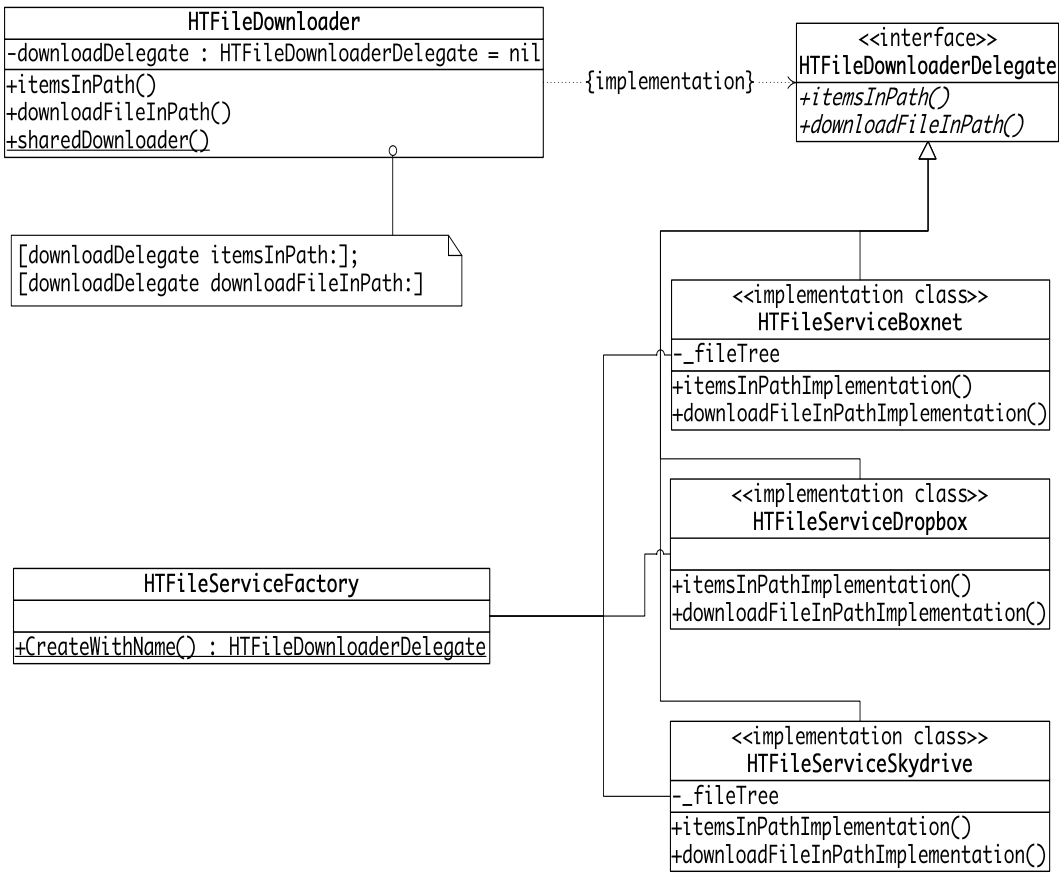 HTFileDownloader
-downloadDelegate : HTFileDownloaderDelegate = nil
+itemsInPath()
+downloadFileInPath()
+sharedDownloader()
{implementation}
<<interface>>
HTFileDownloaderDelegate
+itemsInPath()
+downloadFileInPath()
[downloadDelegate itemsInPath:];
[downloadDelegate downloadFileInPath:]
<<implementation class>>
HTFileServiceBoxnet
-_fileTree
+itemsInPathImplementation()
+downloadFileInPathImplementation()
<<implementation class>>
HTFileServiceDropbox
+itemsInPathImplementation()
+downloadFileInPathImplementation()
HTFileServiceFactory
+CreateWithName() : HTFileDownloaderDelegate
<<implementation class>>
HTFileServiceSkydrive
-_fileTree
+itemsInPathImplementation()
+downloadFileInPathImplementation()